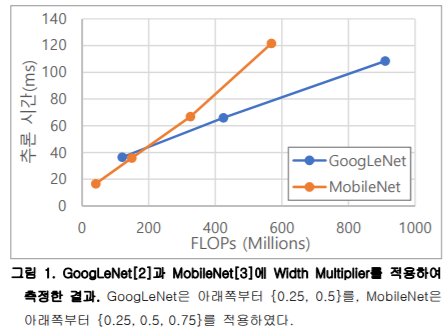 140
120
100
80
60
40
20
0
추론 시간(ms)
0 200 400 600 800 1000
FLOPs (Millions)
GoogLeNet
MobileNet
그림 1. GoogLeNet[2]과 MobileNet[3]에 Width Multiplier를 적용하여
측정한 결과. GoogLeNet은 아래쪽부터 {0.25, 0.5}를, MobileNet은
아래쪽부터 {0.25, 0.5, 0.75}를 적용하였다.